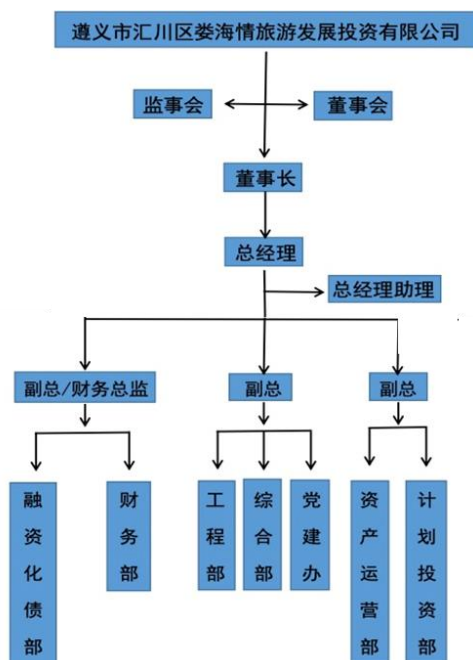 遵义市汇川区娄海情旅游发展投资有限公司
监事会
董事会
董事长
总经理
总经理助理
副总/财务总监
副总
副总
融资化债部
财务部
工程部
综合部
党建办
资产运营部
计划投资部